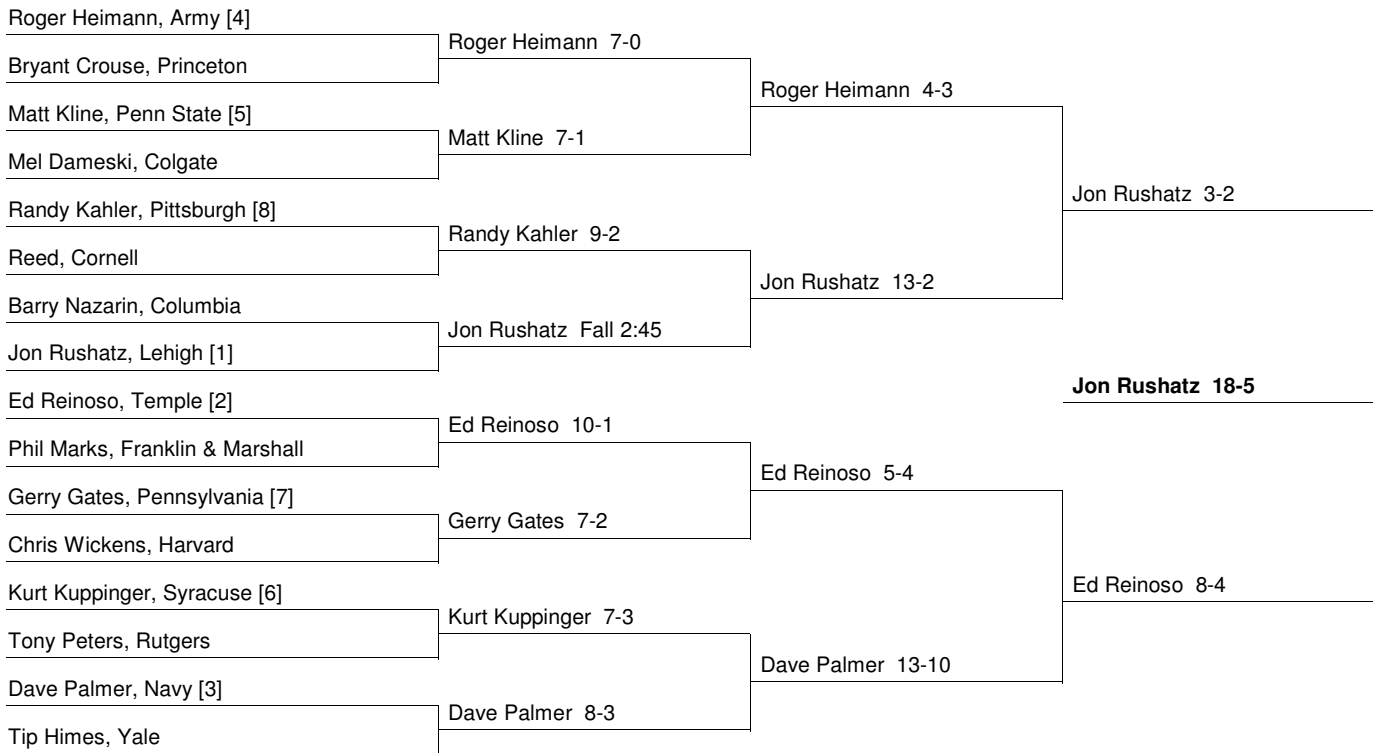 Roger Heimann, Army [4]
Roger Heimann 7-0
Bryant Crouse, Princeton
Roger Heimann 4-3
Matt Kline, Penn State [5]
Matt Kline 7-1
Mel Dameski, Colgate
Jon Rushatz 3-2
Randy Kahler, Pittsburgh [8]
Randy Kahler 9-2
Reed, Cornell
Jon Rushatz 13-2
Barry Nazarin, Columbia
Jon Rushatz Fall 2:45
Jon Rushatz, Lehigh [1]
Jon Rushatz 18-5
Ed Reinoso, Temple [2]
Ed Reinoso 10-1
Phil Marks, Franklin & Marshall
Ed Reinoso 5-4
Gerry Gates, Pennsylvania [7]
Gerry Gates 7-2
Chris Wickens, Harvard
Ed Reinoso 8-4
Kurt Kuppinger, Syracuse [6]
Kurt Kuppinger 7-3
Tony Peters, Rutgers
Dave Palmer 13-10
Dave Palmer, Navy [3]
Dave Palmer 8-3
Tip Himes, Yale